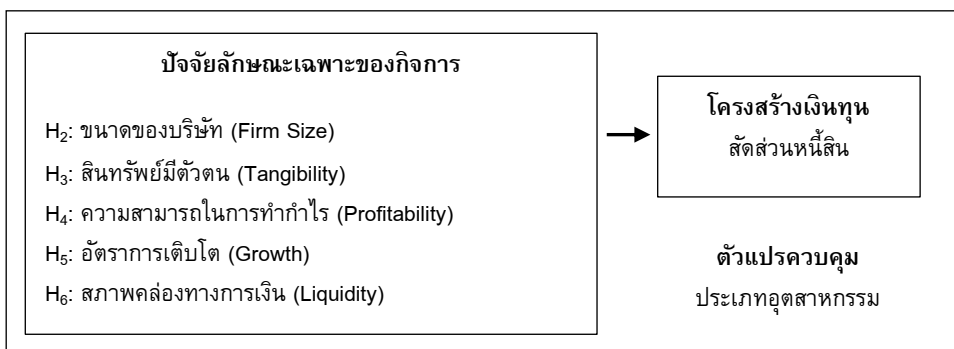 ปัจจัยลักษณะเฉพาะของกิจการ
H₂: ขนาดของบริษัท (Firm Size)
H₃: สินทรัพย์มีตัวตน (Tangibility)
H₄: ความสามารถในการทำกำไร (Profitability)
H₅: อัตราการเติบโต (Growth)
H₆: สภาพคล่องทางการเงิน (Liquidity)
โครงสร้างเงินทุน
สัดส่วนหนี้สิน
ตัวแปรควบคุม
ประเภทอุตสาหกรรม